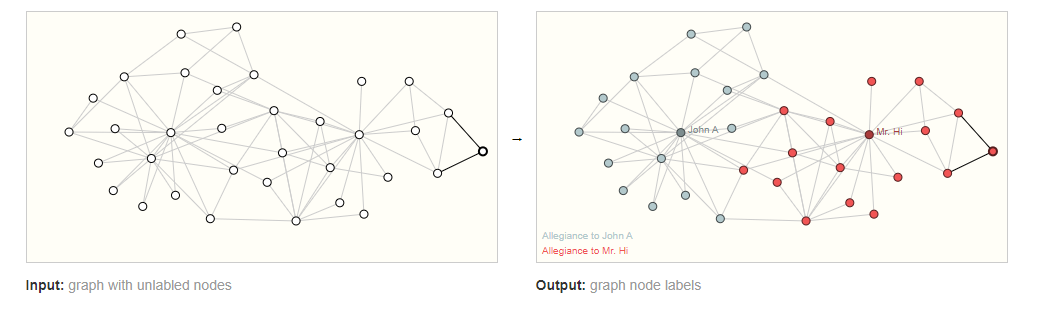 John A
Mr. Hi
Allegiance to John A
Allegiance to Mr. Hi
Input: graph with unlabled nodes
Output: graph node labels